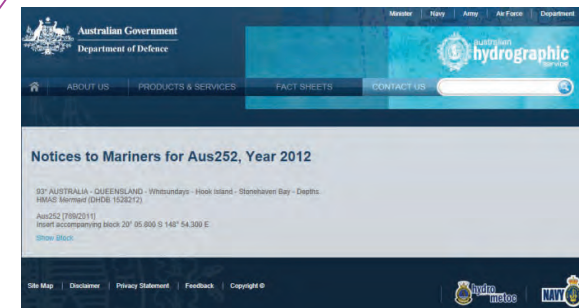 Minister | Navy | Army | Air Force | Department
Australian Government
Department of Defence
australian
hydrographic
service
ABOUT US
PRODUCTS & SERVICES
FACT SHEETS
CONTACT US
Notices to Mariners for Aus252, Year 2012
93* AUSTRALIA - QUEENSLAND - Whitsundays - Hook Island - Stonehaven Bay - Depths.
HMAS Mermaid (DHDB 1528212)
Aus252 [789/2011]
Insert accompanying block 20° 05.800 S 148° 54.300 E
Show Block
Site Map | Disclaimer | Privacy Statement | Feedback | Copyright ©
hydro
metoc
NAVY